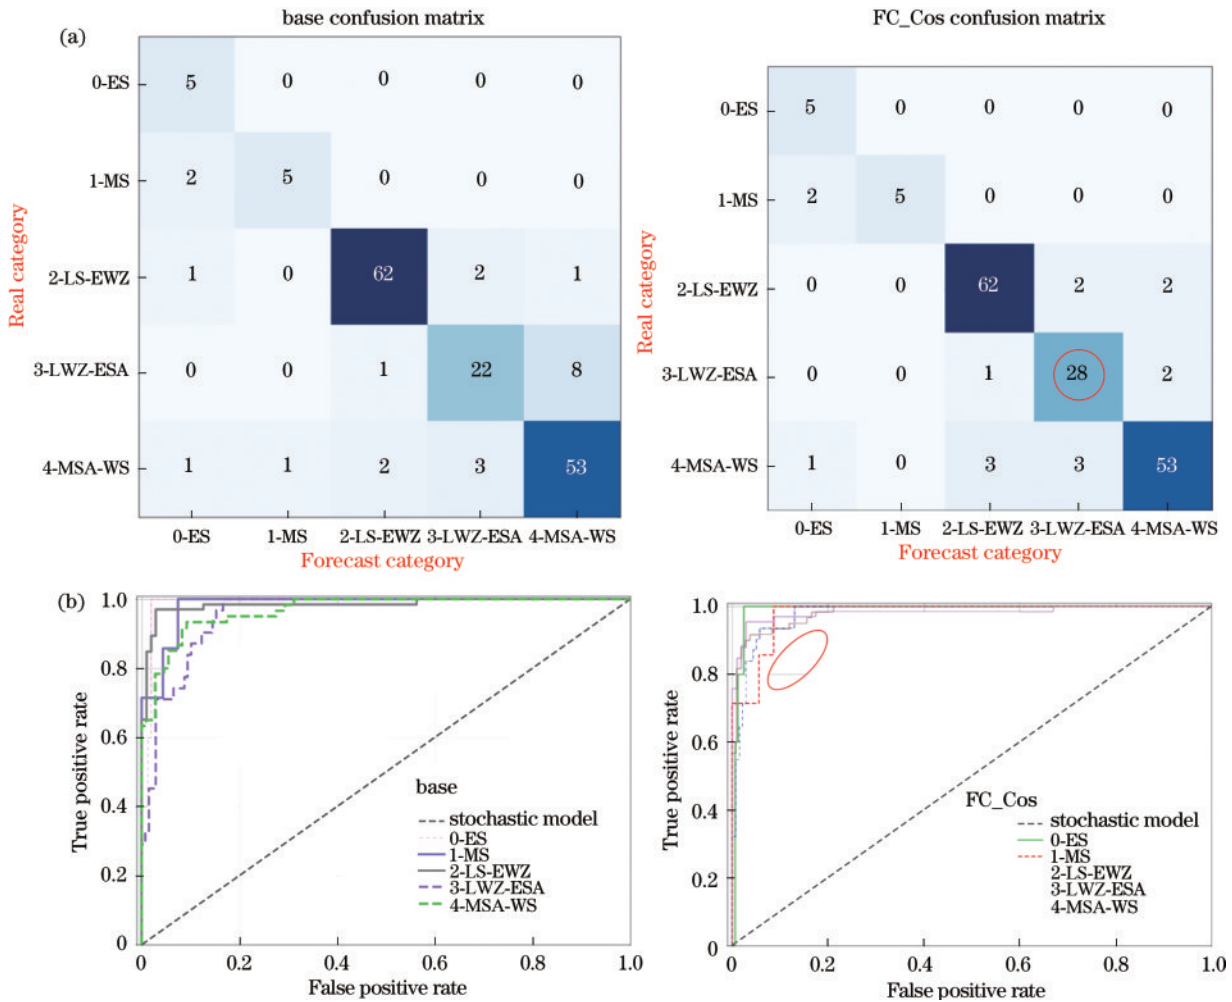 (a)
base confusion matrix
0-ES 5 0 0 0 0
1-MS 2 5 0 0 0
2-LS-EWZ 1 0 62 2 1
3-LWZ-ESA 0 0 1 22 8
4-MSA-WS 1 1 2 3 53
0-ES 1-MS 2-LS-EWZ 3-LWZ-ESA 4-MSA-WS
Real category
Forecast category
FC_Cos confusion matrix
0-ES 5 0 0 0 0
1-MS 2 5 0 0 0
2-LS-EWZ 0 0 62 2 2
3-LWZ-ESA 0 0 1 28 2
4-MSA-WS 1 0 3 3 53
0-ES 1-MS 2-LS-EWZ 3-LWZ-ESA 4-MSA-WS
Real category
Forecast category
(b)
1.0
0.8
0.6
0.4
0.2
0
True positive rate
base
stochastic model
0-ES
1-MS
2-LS-EWZ
3-LWZ-ESA
4-MSA-WS
0 0.2 0.4 0.6 0.8 1.0
False positive rate
1.0
0.8
0.6
0.4
0.2
0
True positive rate
FC_Cos
stochastic model
0-ES
1-MS
2-LS-EWZ
3-LWZ-ESA
4-MSA-WS
0 0.2 0.4 0.6 0.8 1.0
False positive rate